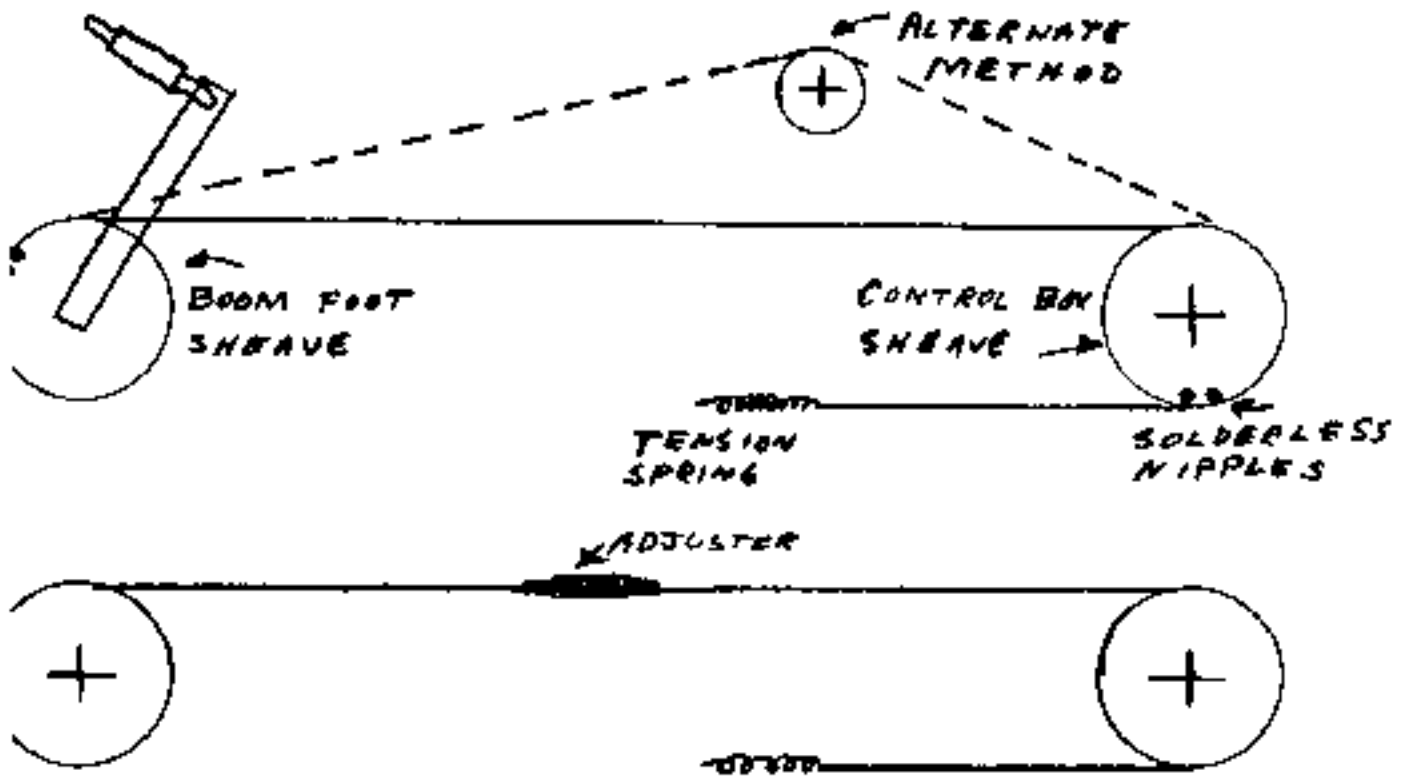 ALTERNATE
METHOD
BOOM FOOT
SHEAVE
CONTROL BOX
SHEAVE
TENSION
SPRING
SOLDERLESS
NIPPLES
ADJUSTER